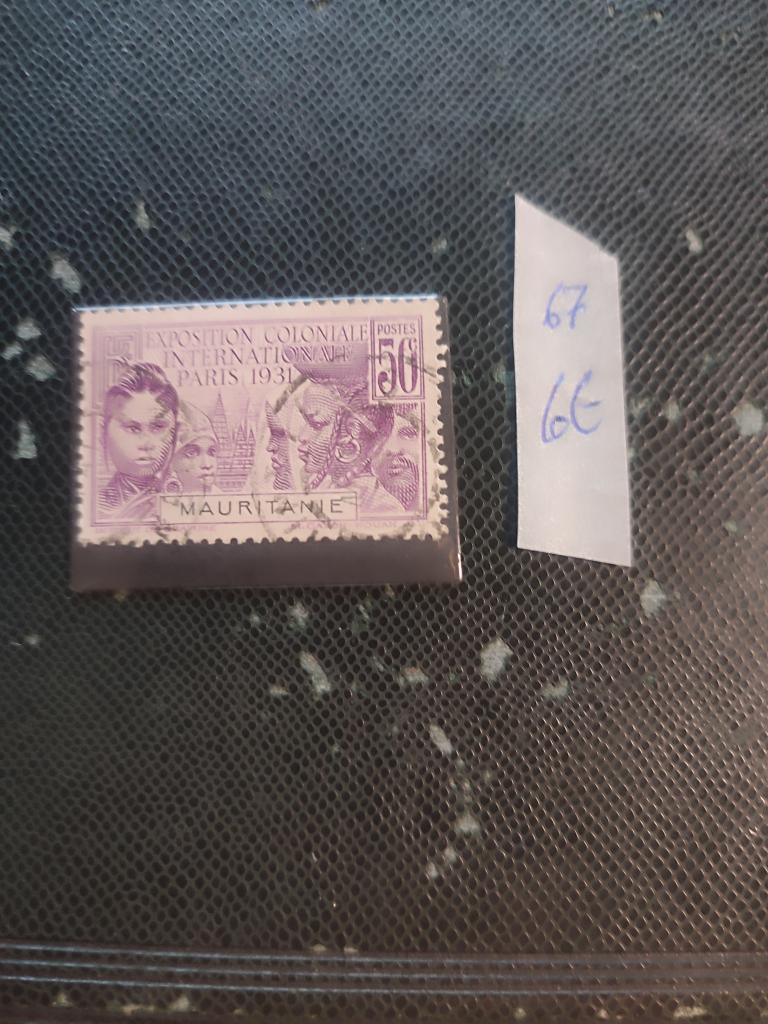 EXPOSITION COLONIALE
INTERNATIONALE
PARIS 1931
POSTES
50c
MAURITANIE
67
6€